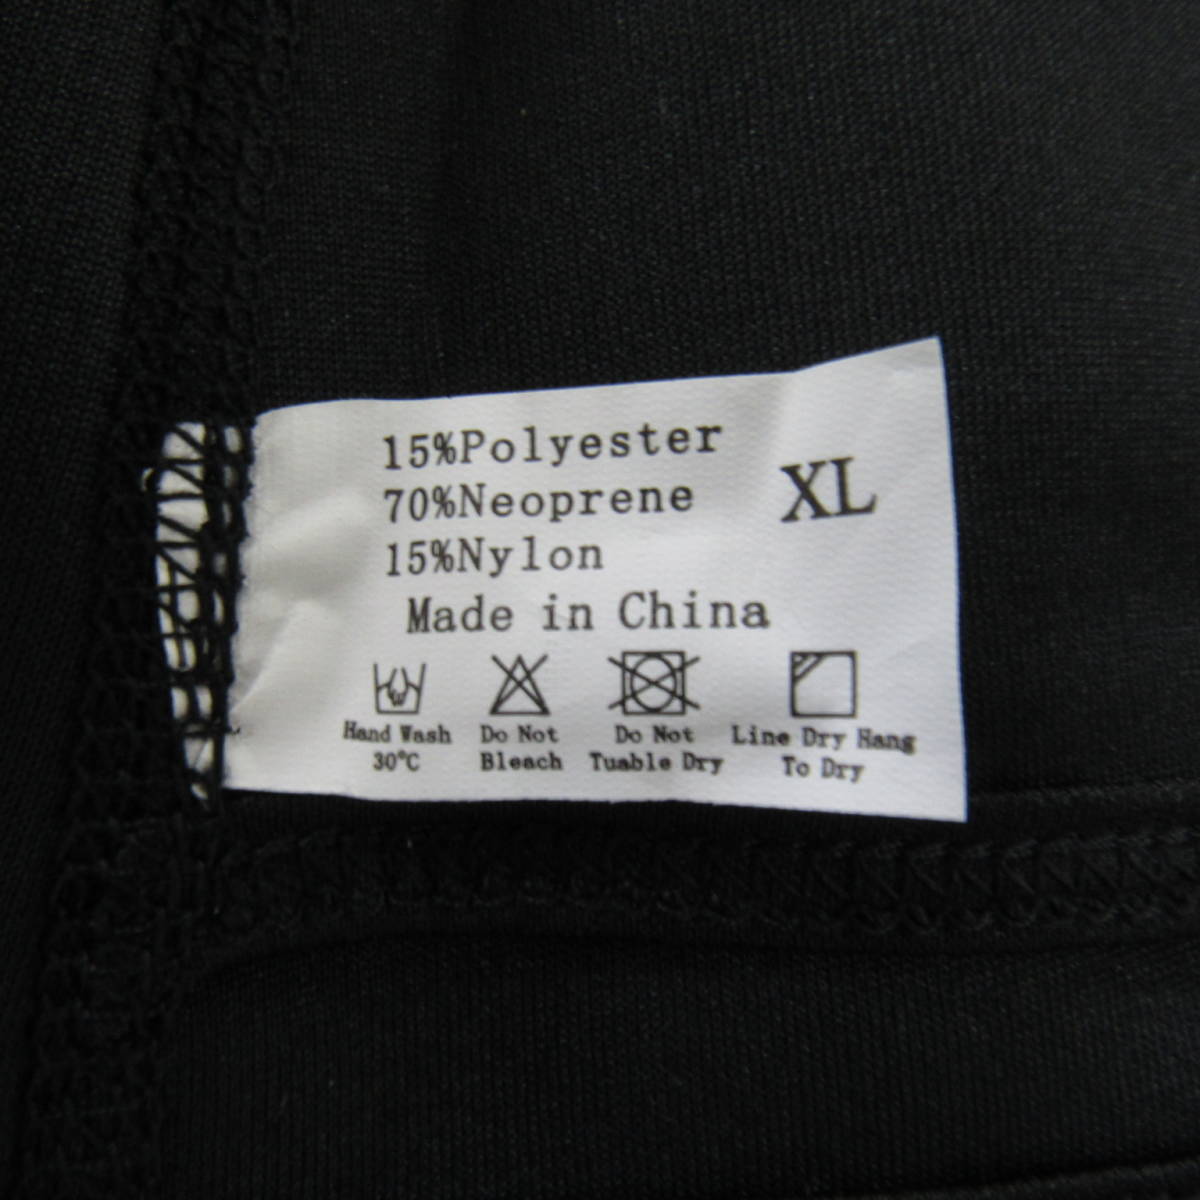 15%Polyester
70%Neoprene
XL
15%Nylon
Made in China
Hand Wash
30℃
Do Not
Bleach
Do Not
Tuable Dry
Line Dry Hang
To Dry